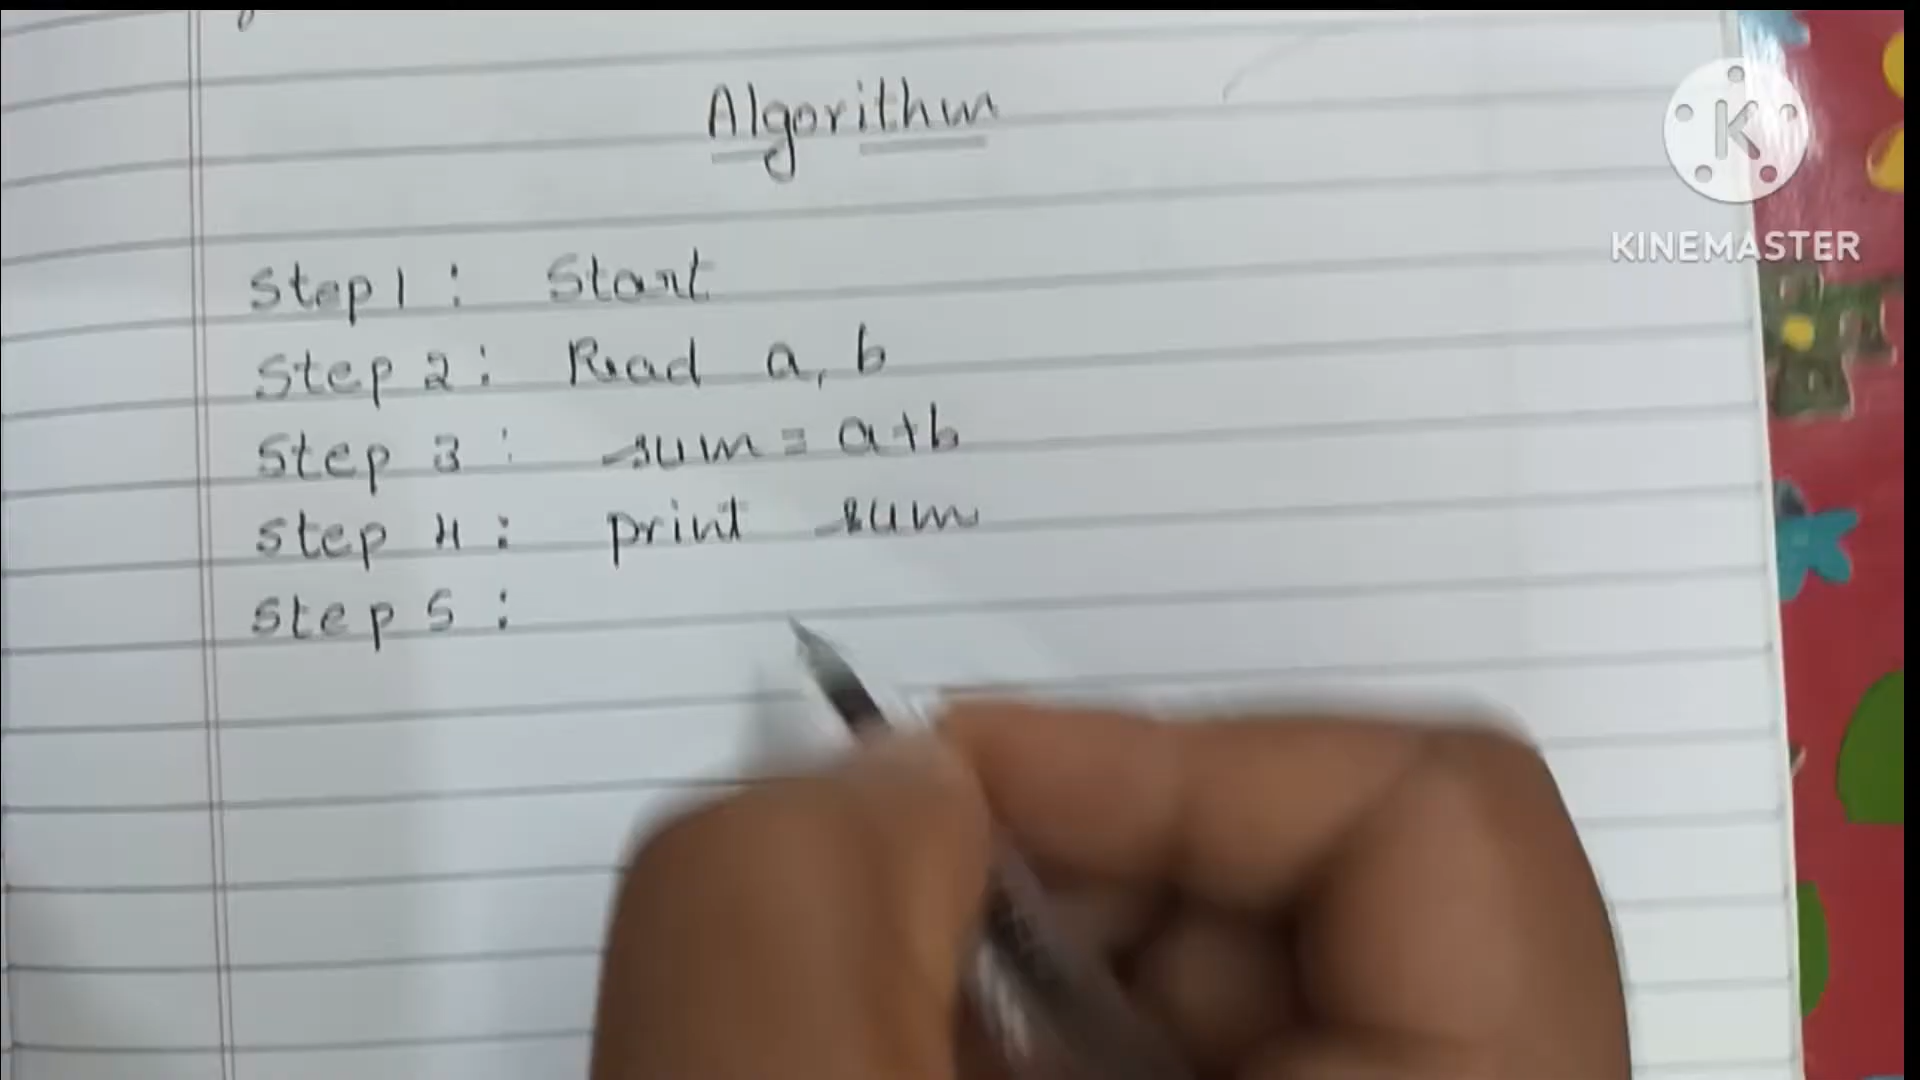 Algorithm
KINEMASTER
Step 1 : Start
Step 2 : Read a, b
Step 3 : sum = a+b
Step 4 : print sum
Step 5 :